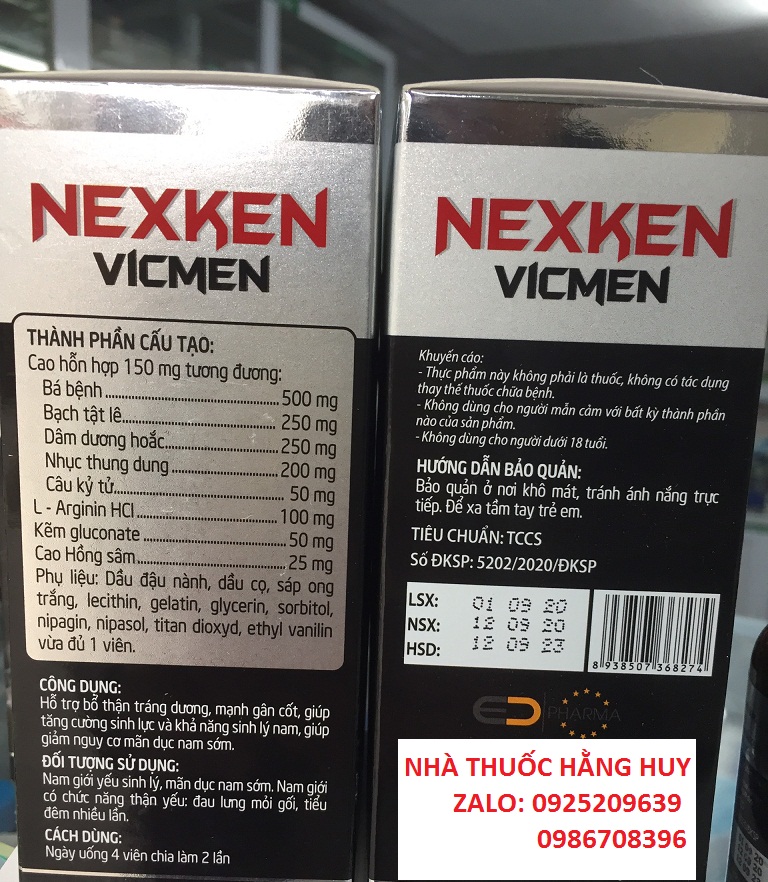 NEXKEN
VICMEN
THÀNH PHẦN CẤU TẠO:
Cao hỗn hợp 150 mg tương đương:
Bá bệnh 500 mg
Bạch tật lê 250 mg
Dâm dương hoắc 250 mg
Nhục thung dung 200 mg
Câu kỷ tử 50 mg
L - Arginin HCl 100 mg
Kẽm gluconate 50 mg
Cao Hồng sâm 25 mg
Phụ liệu: Dầu đậu nành, dầu cọ, sáp ong
trắng, lecithin, gelatin, glycerin, sorbitol,
nipagin, nipasol, titan dioxyd, ethyl vanilin
vừa đủ 1 viên.
CÔNG DỤNG:
Hỗ trợ bổ thận tráng dương, mạnh gân cốt, giúp
tăng cường sinh lực và khả năng sinh lý nam, giúp
giảm nguy cơ mãn dục nam sớm.
ĐỐI TƯỢNG SỬ DỤNG:
Nam giới yếu sinh lý, mãn dục nam sớm. Nam giới
có chức năng thận yếu: đau lưng mỏi gối, tiểu
đêm nhiều lần.
CÁCH DÙNG:
Ngày uống 4 viên chia làm 2 lần
NEXKEN
VICMEN
Khuyến cáo:
- Thực phẩm này không phải là thuốc, không có tác dụng
thay thế thuốc chữa bệnh.
- Không dùng cho người mẫn cảm với bất kỳ thành phần
nào của sản phẩm.
- Không dùng cho người dưới 18 tuổi.
HƯỚNG DẪN BẢO QUẢN:
Bảo quản ở nơi khô mát, tránh ánh nắng trực
tiếp. Để xa tầm tay trẻ em.
TIÊU CHUẨN: TCCS
Số ĐKSP: 5202/2020/ĐKSP
LSX: 01 09 20
NSX: 12 09 20
HSD: 12 09 23
8 938507 368274
ED PHARMA
NHÀ THUỐC HẰNG HUY
ZALO: 0925209639
0986708396